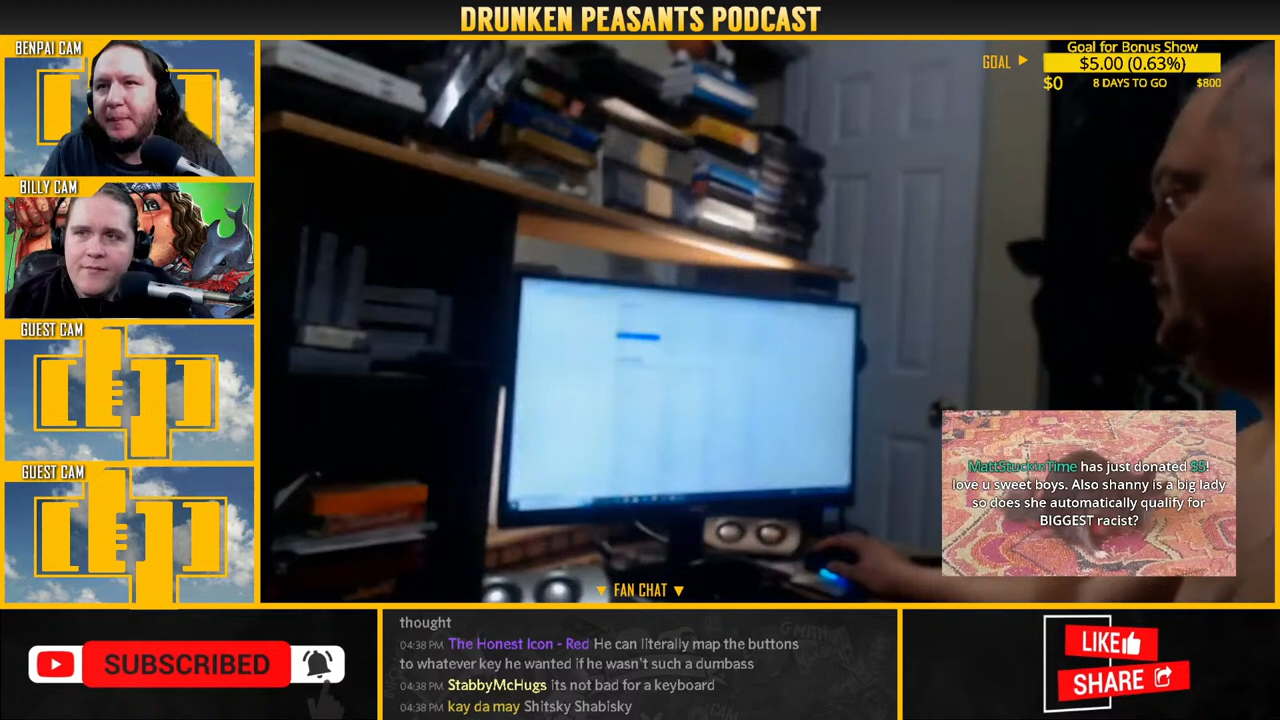 DRUNKEN PEASANTS PODCAST
BENPAI CAM
BILLY CAM
GUEST CAM
GUEST CAM
GOAL
Goal for Bonus Show
$5.00 (0.63%)
$0
8 DAYS TO GO
$800
MattStuckInTime has just donated $5!
love u sweet boys. Also shanny is a big lady
so does she automatically qualify for
BIGGEST racist?
▼ FAN CHAT ▼
SUBSCRIBED
thought
04:38 PM The Honest Icon - Red He can literally map the buttons
to whatever key he wanted if he wasn't such a dumbass
04:38 PM StabbyMcHugs its not bad for a keyboard
04:38 PM kay da may Shitsky Shabisky
LIKE
SHARE